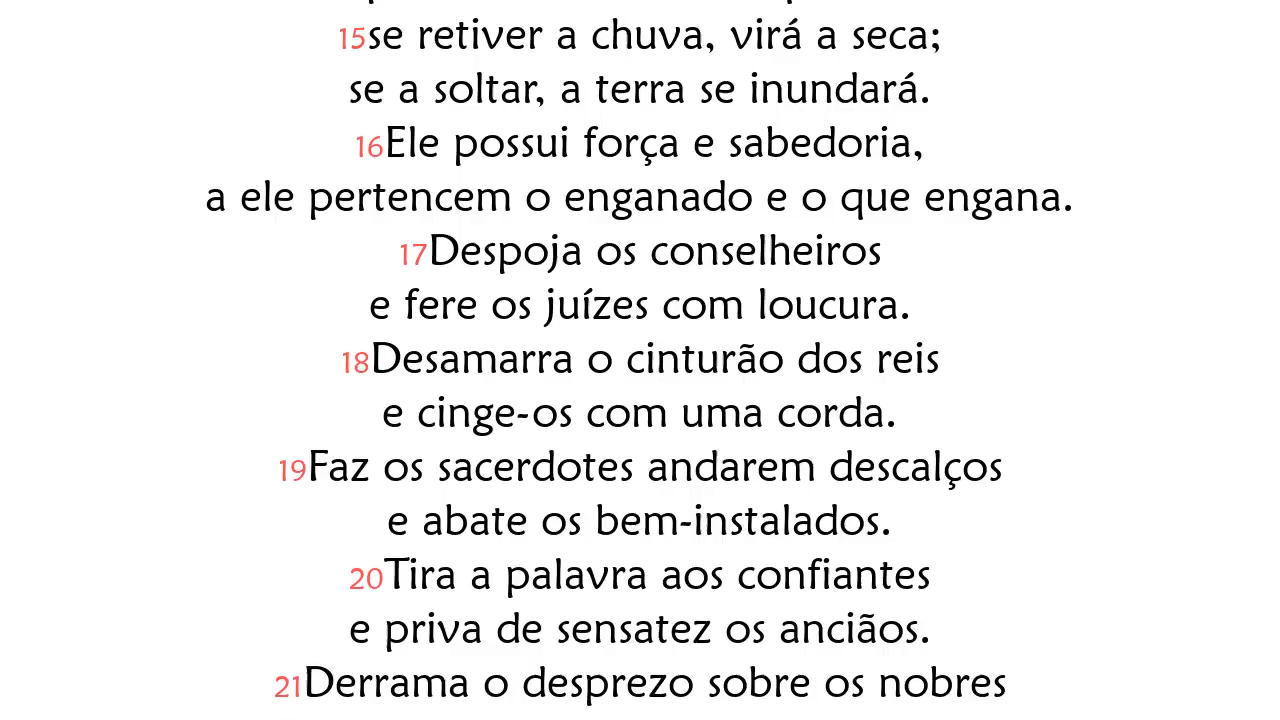 15se retiver a chuva, virá a seca;
se a soltar, a terra se inundará.
16Ele possui força e sabedoria,
a ele pertencem o enganado e o que engana.
17Despoja os conselheiros
e fere os juízes com loucura.
18Desamarra o cinturão dos reis
e cinge-os com uma corda.
19Faz os sacerdotes andarem descalços
e abate os bem-instalados.
20Tira a palavra aos confiantes
e priva de sensatez os anciãos.
21Derrama o desprezo sobre os nobres